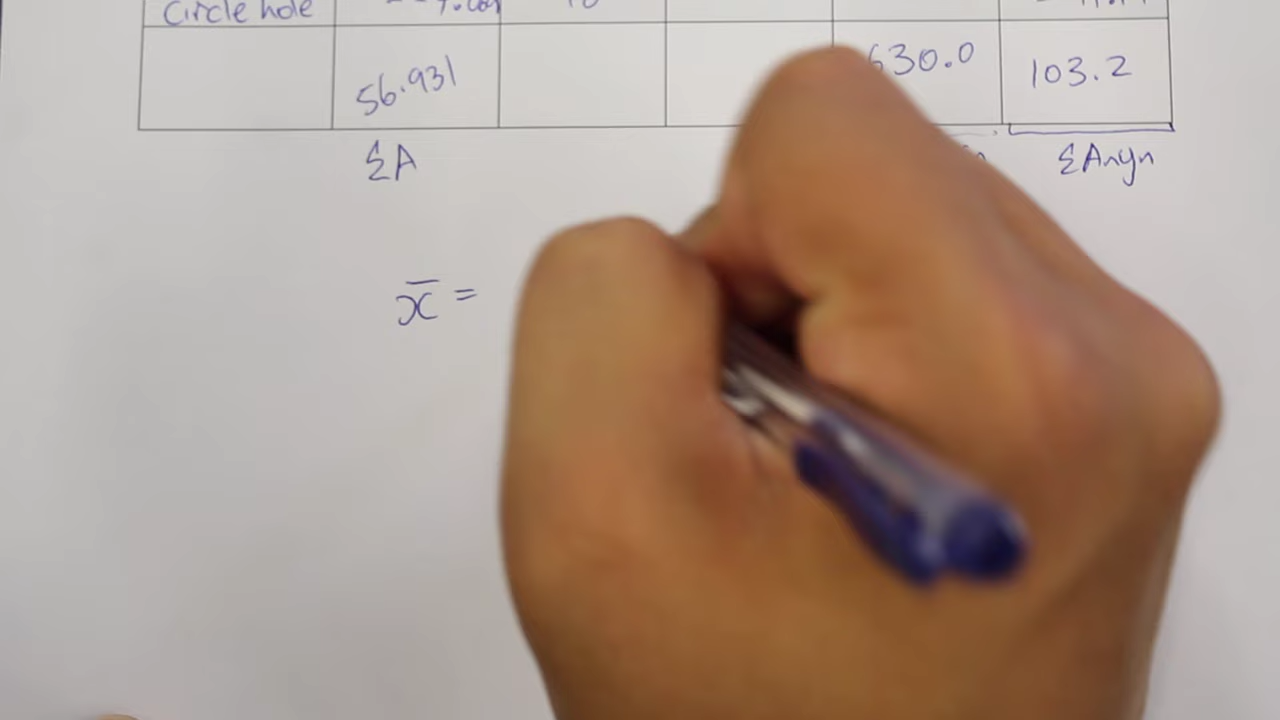 Circle hole
56.931 630.0 103.2
ΣA ΣAnyn
x̄ =